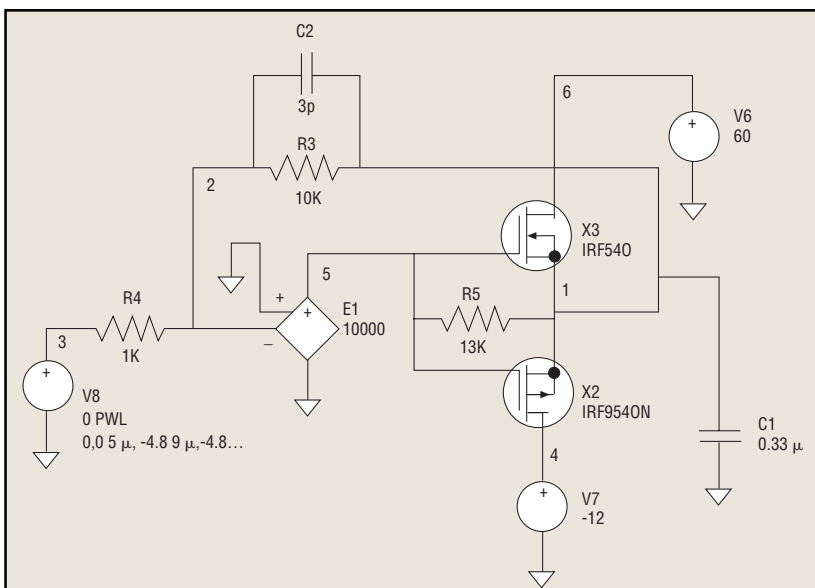 C2
3p
6
V6
60
R3
2
10K
X3
IRF540
5
R4
E1
10000
R5
1
3
1K
13K
V8
0 PWL
0,0 5 µ, -4.8 9 µ,-4.8…
X2
IRF9540N
C1
0.33 µ
4
V7
-12
+
+
−
+
+
+